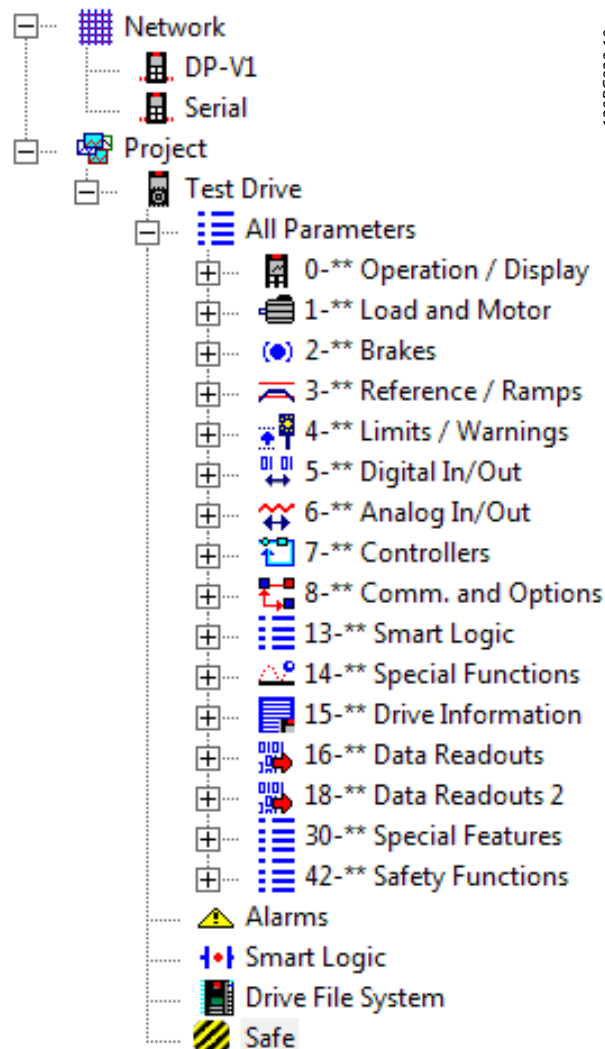 Network
DP-V1
Serial
Project
Test Drive
All Parameters
0-** Operation / Display
1-** Load and Motor
2-** Brakes
3-** Reference / Ramps
4-** Limits / Warnings
5-** Digital In/Out
6-** Analog In/Out
7-** Controllers
8-** Comm. and Options
13-** Smart Logic
14-** Special Functions
15-** Drive Information
16-** Data Readouts
18-** Data Readouts 2
30-** Special Features
42-** Safety Functions
Alarms
Smart Logic
Drive File System
Safe